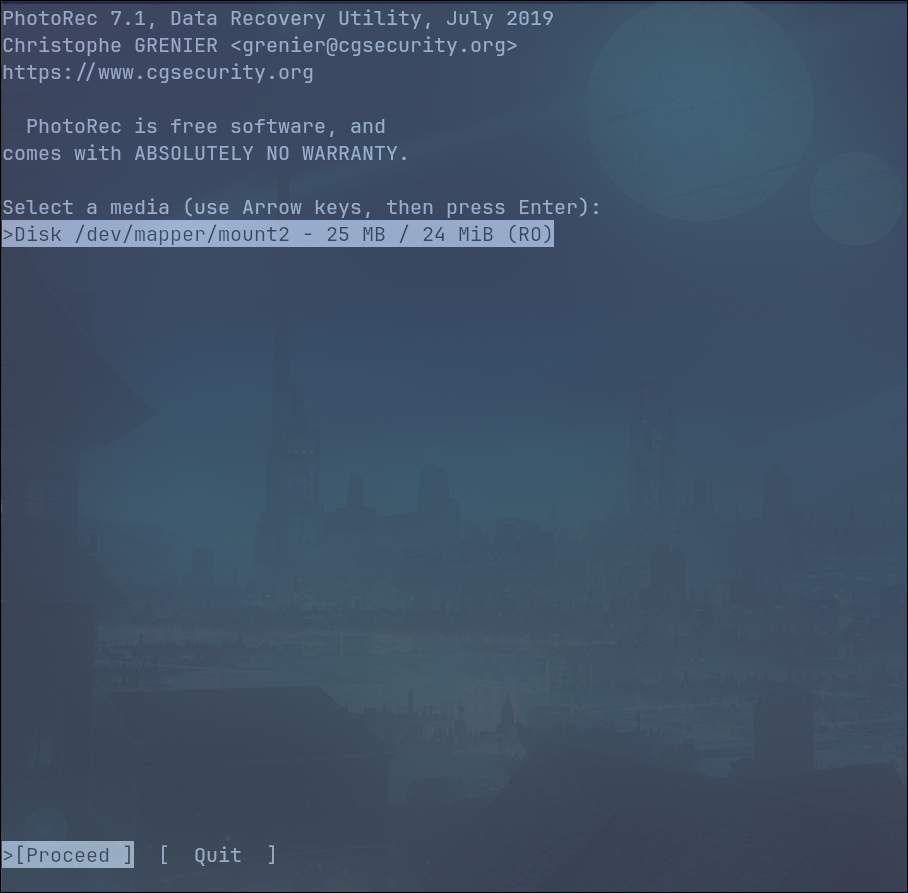 PhotoRec 7.1, Data Recovery Utility, July 2019
Christophe GRENIER <grenier@cgsecurity.org>
https://www.cgsecurity.org
  PhotoRec is free software, and
comes with ABSOLUTELY NO WARRANTY.
Select a media (use Arrow keys, then press Enter):
>Disk /dev/mapper/mount2 - 25 MB / 24 MiB (RO)
>[Proceed ]  [  Quit  ]